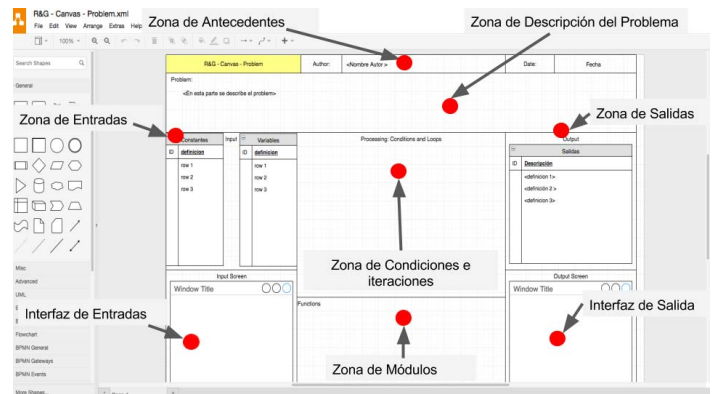 R&G - Canvas - Problem.xml
File Edit View Arrange Extras Help
Zona de Antecedentes
Zona de Descripción del Problema
100%
Search Shapes
R&G - Canvas - Problem
Author:
<Nombre Autor >
Date:
Fecha
General
Problem:
<En esta parte se describe el problema>
Zona de Entradas
Zona de Salidas
Constantes
Input
Variables
Processing: Conditions and Loops
Output
Salidas
ID definicion
ID definicion
ID Descripción
row 1
row 1
<definicion 1>
row 2
row 2
<definición 2 >
row 3
row 3
<definicion 3>
Zona de Condiciones e
iteraciones
Misc
Advanced
UML
Input Screen
Output Screen
Window Title
Window Title
Functions
Interfaz de Entradas
Interfaz de Salida
Flowchart
BPMN General
BPMN Gateways
BPMN Events
Zona de Módulos
More Shapes...